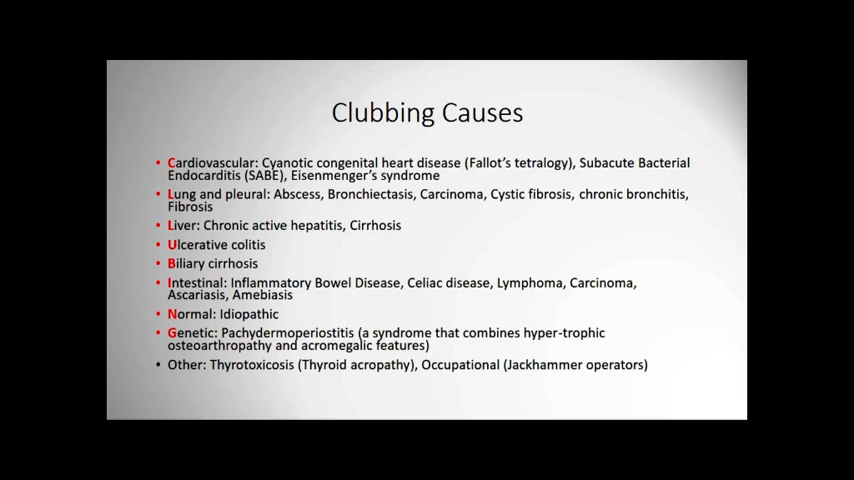 Clubbing Causes
• Cardiovascular: Cyanotic congenital heart disease (Fallot's tetralogy), Subacute Bacterial
Endocarditis (SABE), Eisenmenger's syndrome
• Lung and pleural: Abscess, Bronchiectasis, Carcinoma, Cystic fibrosis, chronic bronchitis,
Fibrosis
• Liver: Chronic active hepatitis, Cirrhosis
• Ulcerative colitis
• Biliary cirrhosis
• Intestinal: Inflammatory Bowel Disease, Celiac disease, Lymphoma, Carcinoma,
Ascariasis, Amebiasis
• Normal: Idiopathic
• Genetic: Pachydermoperiostitis (a syndrome that combines hyper-trophic
osteoarthropathy and acromegalic features)
• Other: Thyrotoxicosis (Thyroid acropathy), Occupational (Jackhammer operators)